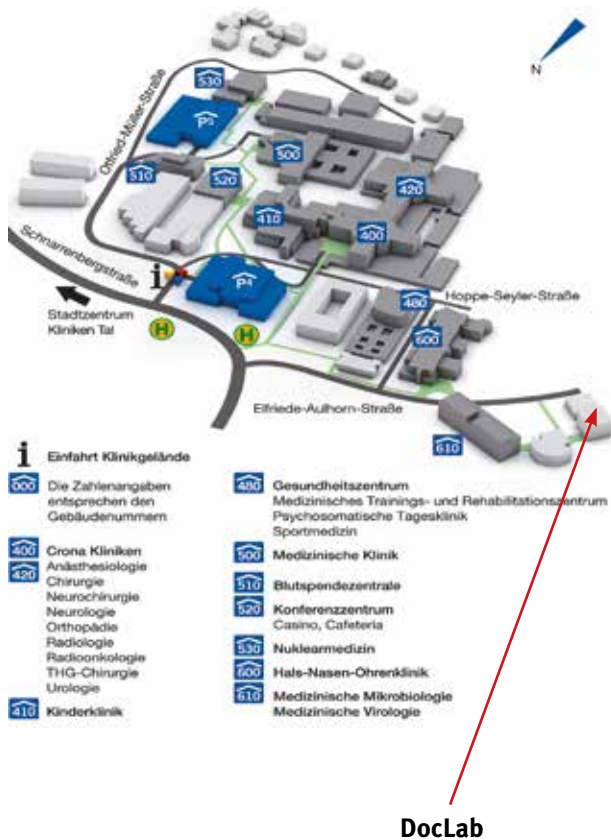 N
530
P5
Otfried-Müller-Straße
500
510
520
420
410
400
Schnarrenbergstraße
i
P4
480
Hoppe-Seyler-Straße
Stadtzentrum
Kliniken Tal
H
H
600
Elfriede-Aulhorn-Straße
610
i Einfahrt Klinikgelände
000 Die Zahlenangaben
entsprechen den
Gebäudenummern
400 Crona Kliniken
420 Anästhesiologie
Chirurgie
Neurochirurgie
Neurologie
Orthopädie
Radiologie
Radioonkologie
THG-Chirurgie
Urologie
410 Kinderklinik
480 Gesundheitszentrum
Medizinisches Trainings- und Rehabilitationszentrum
Psychosomatische Tagesklinik
Sportmedizin
500 Medizinische Klinik
510 Blutspendezentrale
520 Konferenzzentrum
Casino, Cafeteria
530 Nuklearmedizin
600 Hals-Nasen-Ohrenklinik
610 Medizinische Mikrobiologie
Medizinische Virologie
DocLab